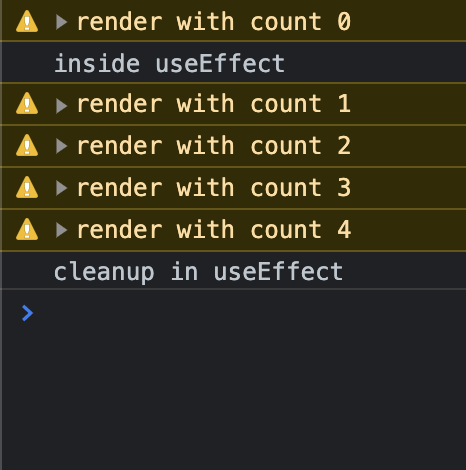 render with count 0
inside useEffect
render with count 1
render with count 2
render with count 3
render with count 4
cleanup in useEffect